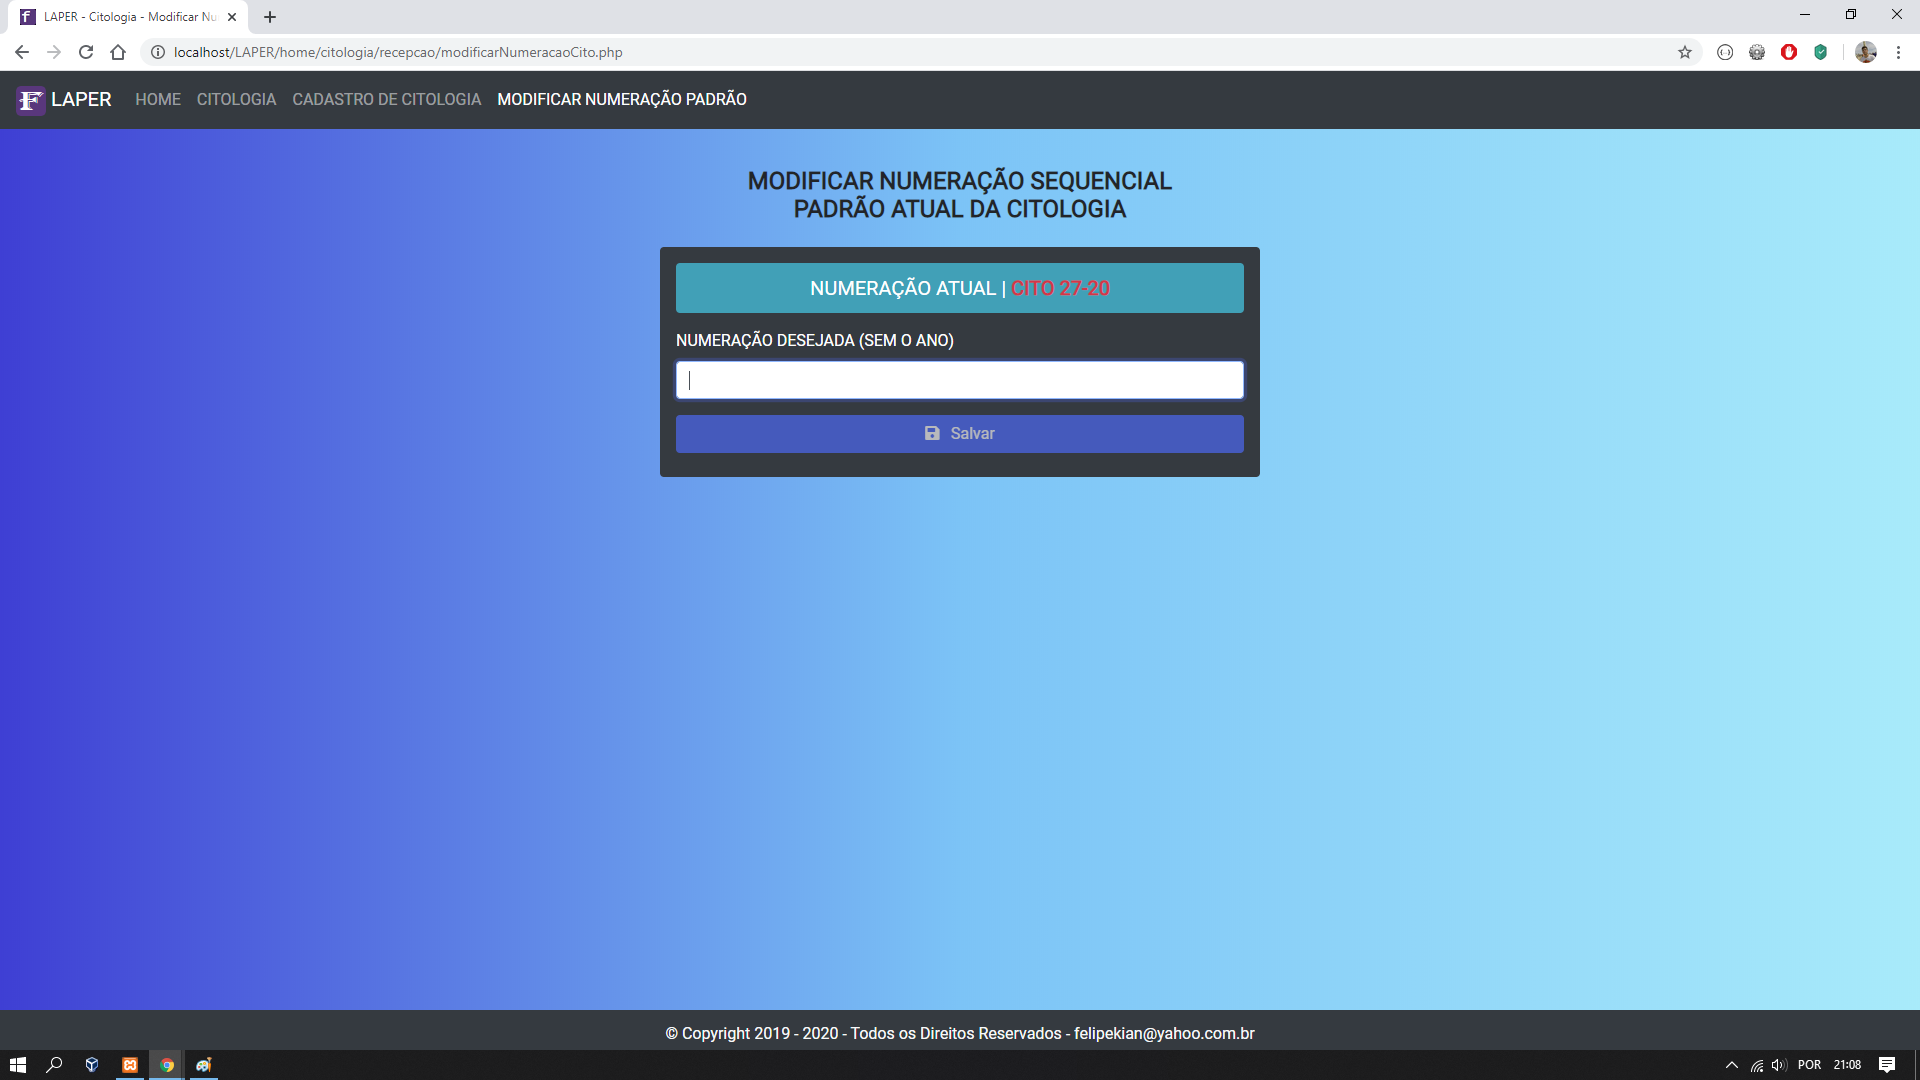 LAPER - Citologia - Modificar Nu
localhost/LAPER/home/citologia/recepcao/modificarNumeracaoCito.php
LAPER HOME CITOLOGIA CADASTRO DE CITOLOGIA MODIFICAR NUMERAÇÃO PADRÃO
MODIFICAR NUMERAÇÃO SEQUENCIAL
PADRÃO ATUAL DA CITOLOGIA
NUMERAÇÃO ATUAL | CITO 27-20
NUMERAÇÃO DESEJADA (SEM O ANO)
Salvar
© Copyright 2019 - 2020 - Todos os Direitos Reservados - felipekian@yahoo.com.br
POR 21:08